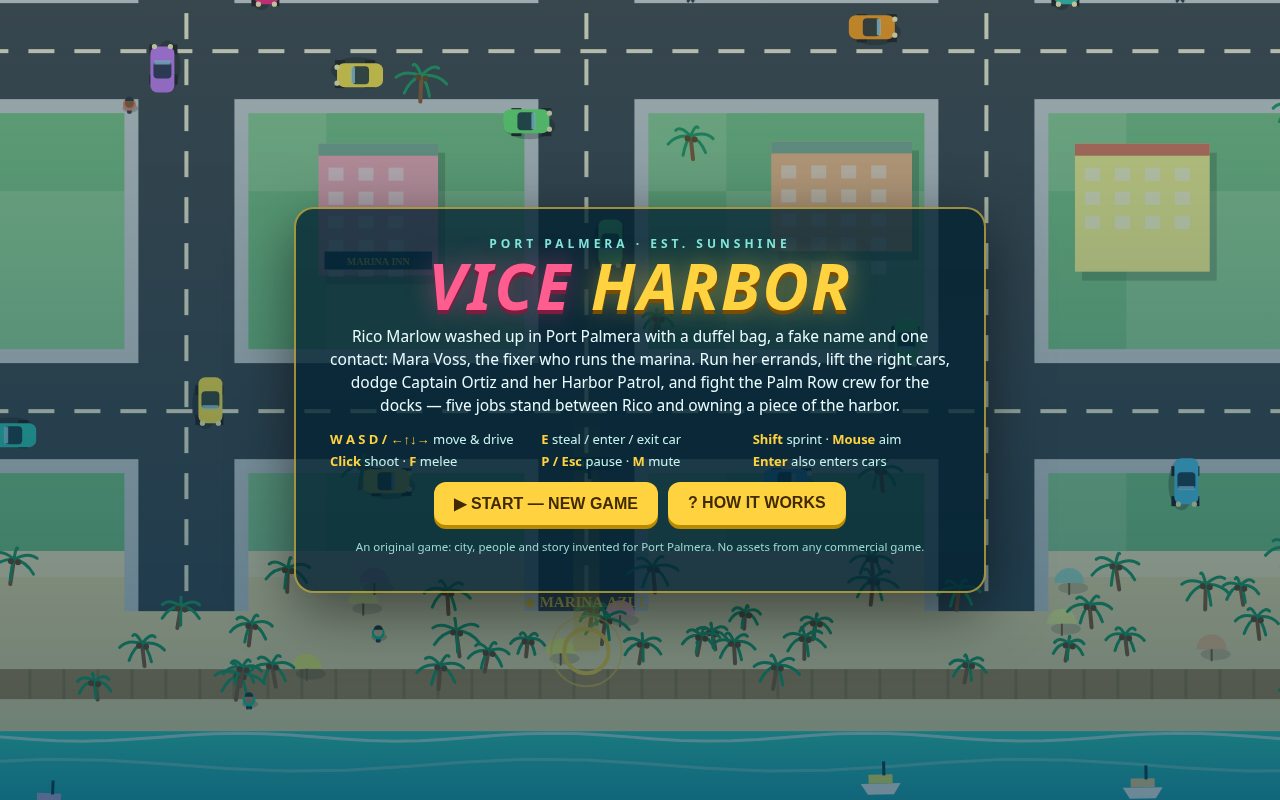 MARINA INN
PORT PALMERA · EST. SUNSHINE
VICE HARBOR
Rico Marlow washed up in Port Palmera with a duffel bag, a fake name and one
contact: Mara Voss, the fixer who runs the marina. Run her errands, lift the right cars,
dodge Captain Ortiz and her Harbor Patrol, and fight the Palm Row crew for the
docks — five jobs stand between Rico and owning a piece of the harbor.
W A S D / ←↑↓→ move & drive
E steal / enter / exit car
Shift sprint · Mouse aim
Click shoot · F melee
P / Esc pause · M mute
Enter also enters cars
▶ START — NEW GAME
? HOW IT WORKS
An original game: city, people and story invented for Port Palmera. No assets from any commercial game.
MARINA